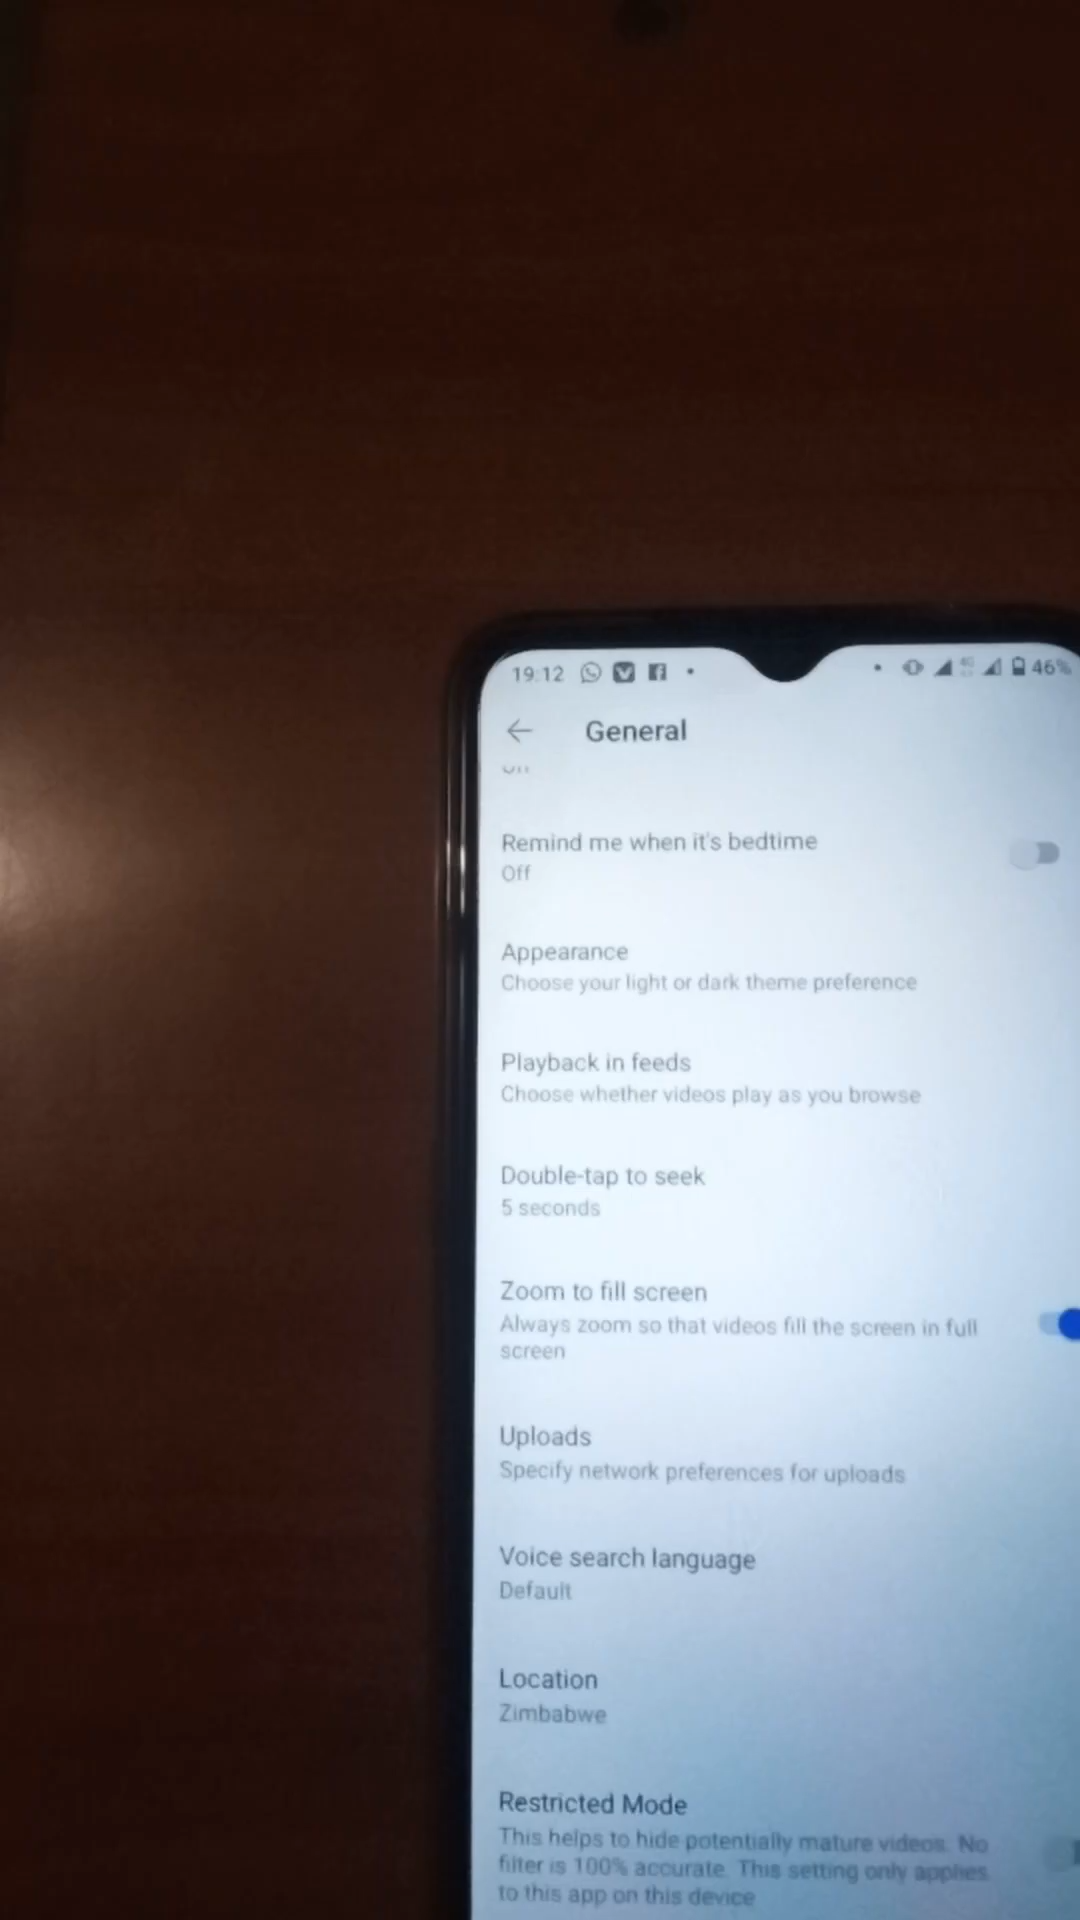 19:12
46%
General
Remind me when it's bedtime
Off
Appearance
Choose your light or dark theme preference
Playback in feeds
Choose whether videos play as you browse
Double-tap to seek
5 seconds
Zoom to fill screen
Always zoom so that videos fill the screen in full
screen
Uploads
Specify network preferences for uploads
Voice search language
Default
Location
Zimbabwe
Restricted Mode
This helps to hide potentially mature videos. No
filter is 100% accurate. This setting only applies
to this app on this device